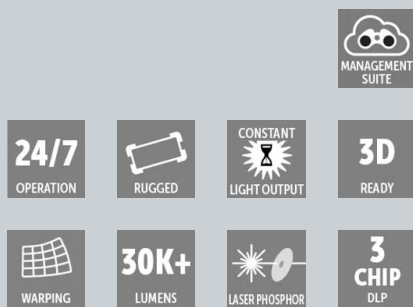 MANAGEMENT
SUITE
24/7
OPERATION
RUGGED
CONSTANT
LIGHT OUTPUT
3D
READY
WARPING
30K+
LUMENS
LASER PHOSPHOR
3
CHIP
DLP